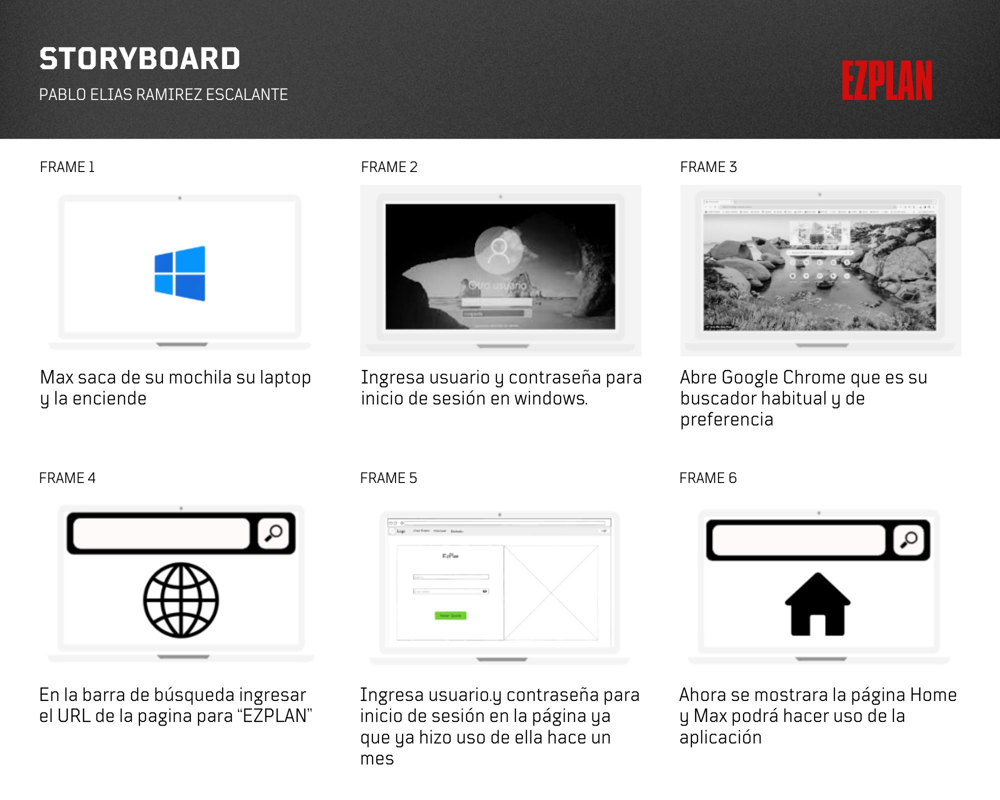 STORYBOARD
PABLO ELIAS RAMIREZ ESCALANTE
EZPLAN
FRAME 1
FRAME 2
FRAME 3
Otro usuario
Max saca de su mochila su laptop
y la enciende
Ingresa usuario y contraseña para
inicio de sesión en windows.
Abre Google Chrome que es su
buscador habitual y de
preferencia
FRAME 4
FRAME 5
FRAME 6
Logo
Login
EzPlan
Iniciar Sesión
En la barra de búsqueda ingresar
el URL de la pagina para “EZPLAN”
Ingresa usuario.y contraseña para
inicio de sesión en la página ya
que ya hizo uso de ella hace un
mes
Ahora se mostrara la página Home
y Max podrá hacer uso de la
aplicación